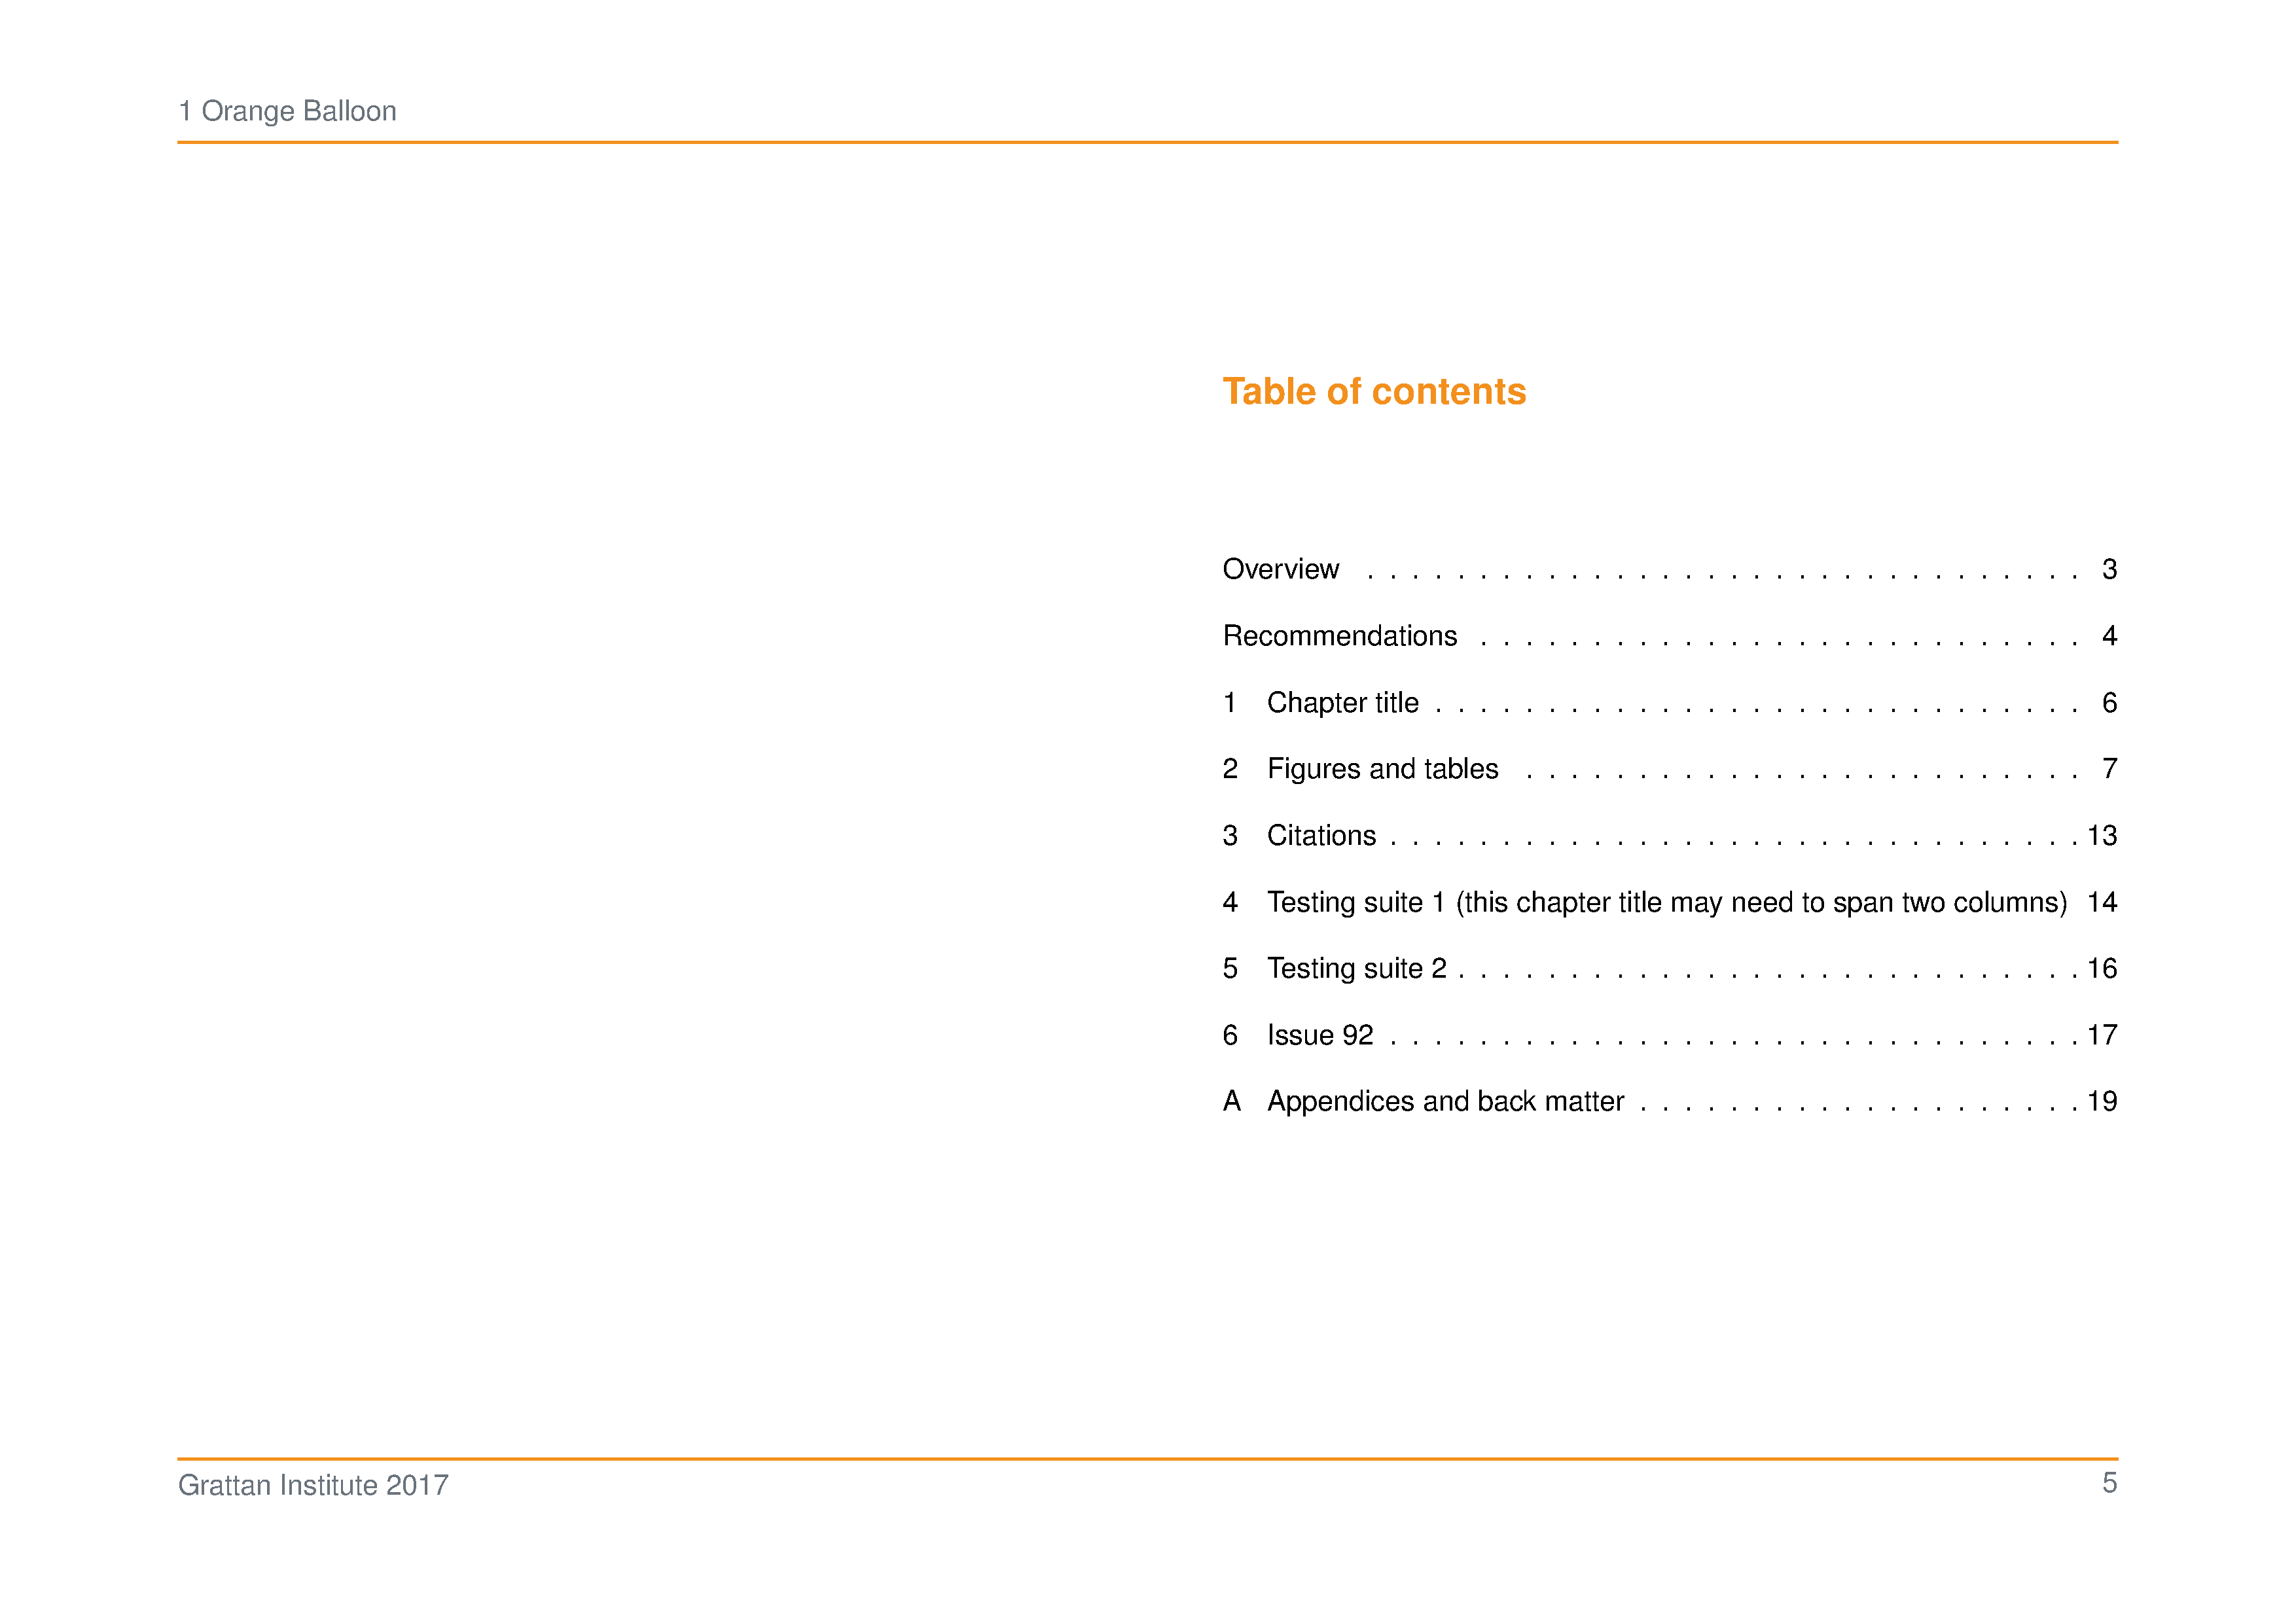 1 Orange Balloon
Table of contents
Overview . . . . . . . . . . . . . . . . . . . . . . . . . . . . . . . . 3
Recommendations . . . . . . . . . . . . . . . . . . . . . . . . . . . 4
1 Chapter title . . . . . . . . . . . . . . . . . . . . . . . . . . . . . 6
2 Figures and tables . . . . . . . . . . . . . . . . . . . . . . . . . 7
3 Citations . . . . . . . . . . . . . . . . . . . . . . . . . . . . . . . 13
4 Testing suite 1 (this chapter title may need to span two columns) 14
5 Testing suite 2 . . . . . . . . . . . . . . . . . . . . . . . . . . . . 16
6 Issue 92 . . . . . . . . . . . . . . . . . . . . . . . . . . . . . . . 17
A Appendices and back matter . . . . . . . . . . . . . . . . . . . . 19
Grattan Institute 2017
5